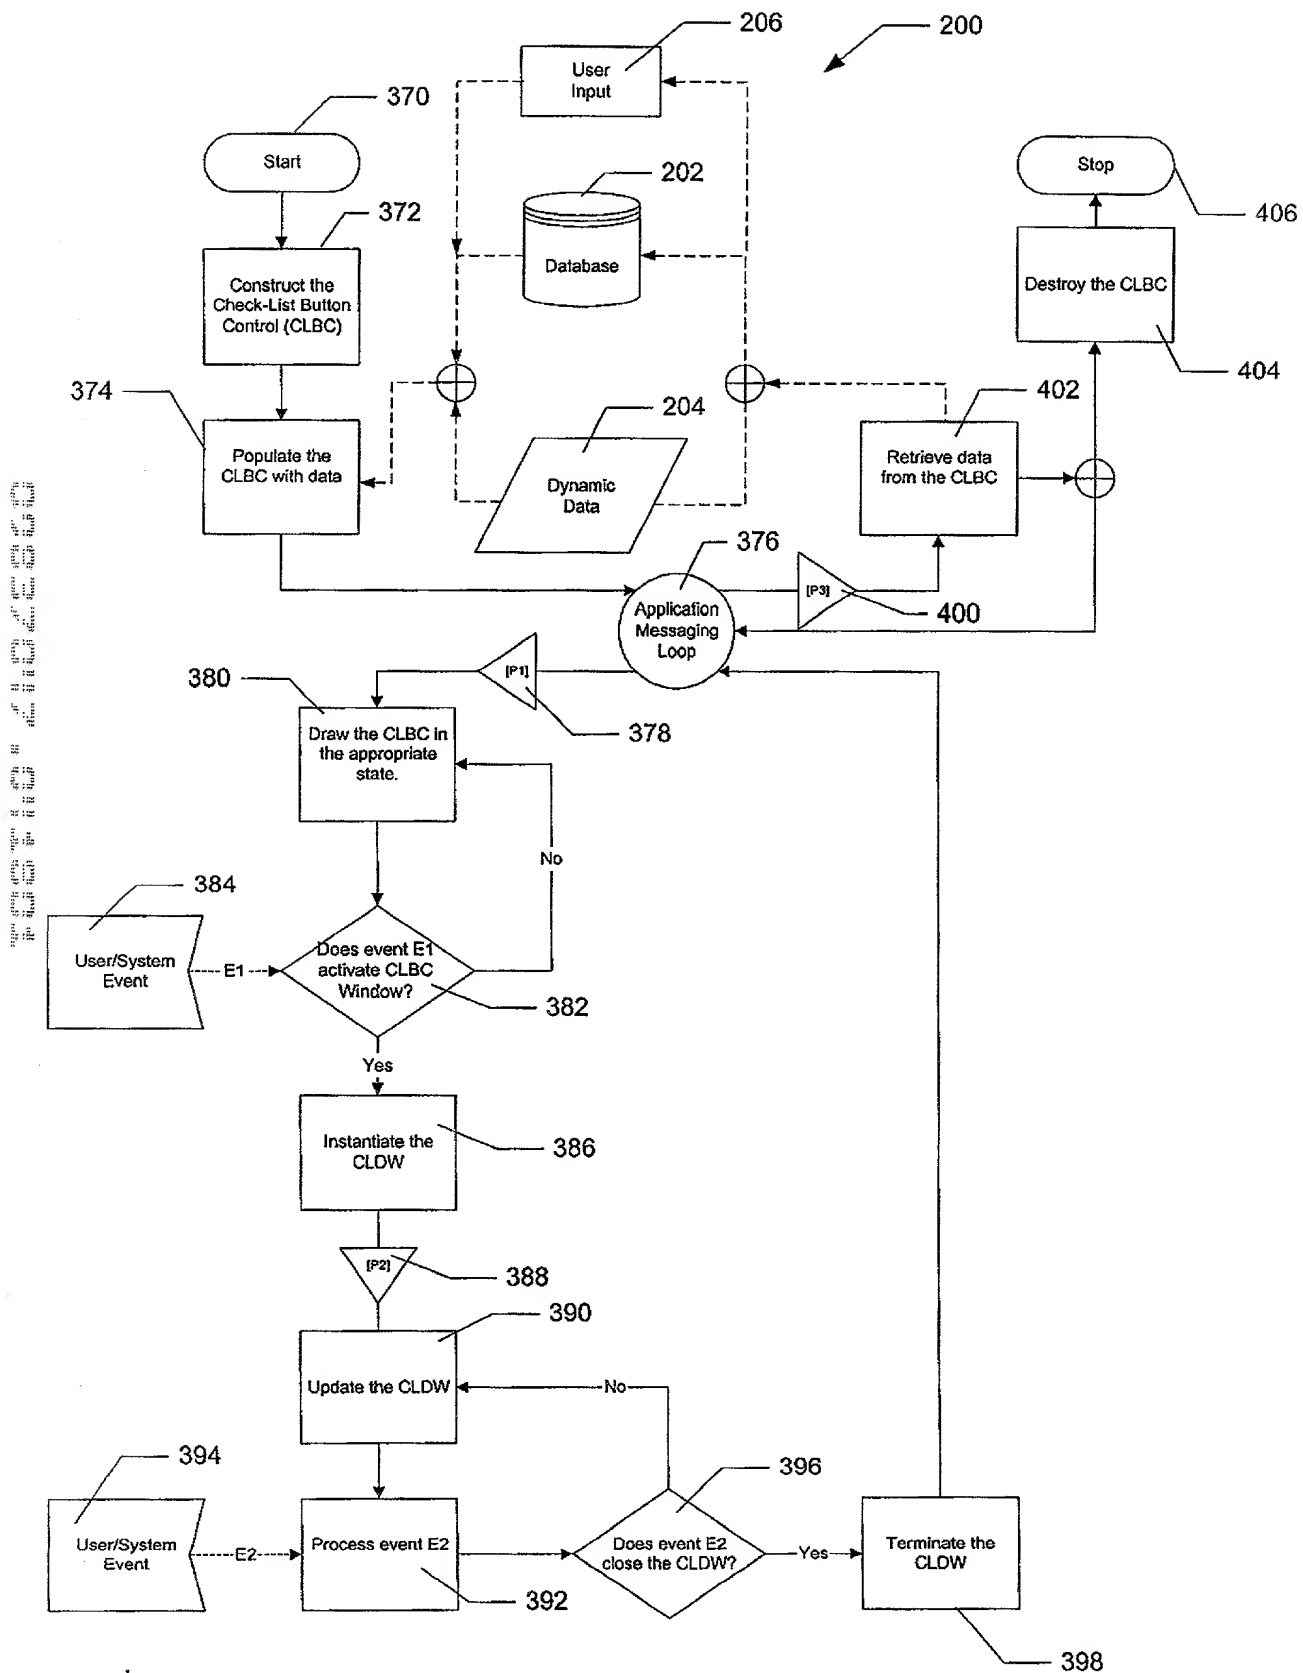 206
200
User
Input
370
Start
202
Stop
406
372
Database
Construct the
Check-List Button
Control (CLBC)
Destroy the CLBC
374
404
204
402
Populate the
CLBC with data
Retrieve data
from the CLBC
Dynamic
Data
376
[P3]
400
Application
Messaging
Loop
[P1]
380
378
Draw the CLBC in
the appropriate
state.
No
384
User/System
Event
E1
Does event E1
activate CLBC
Window?
382
Yes
Instantiate the
CLDW
386
[P2]
388
390
Update the CLDW
No
394
396
User/System
Event
E2
Process event E2
Does event E2
close the CLDW?
Yes
Terminate the
CLDW
392
398